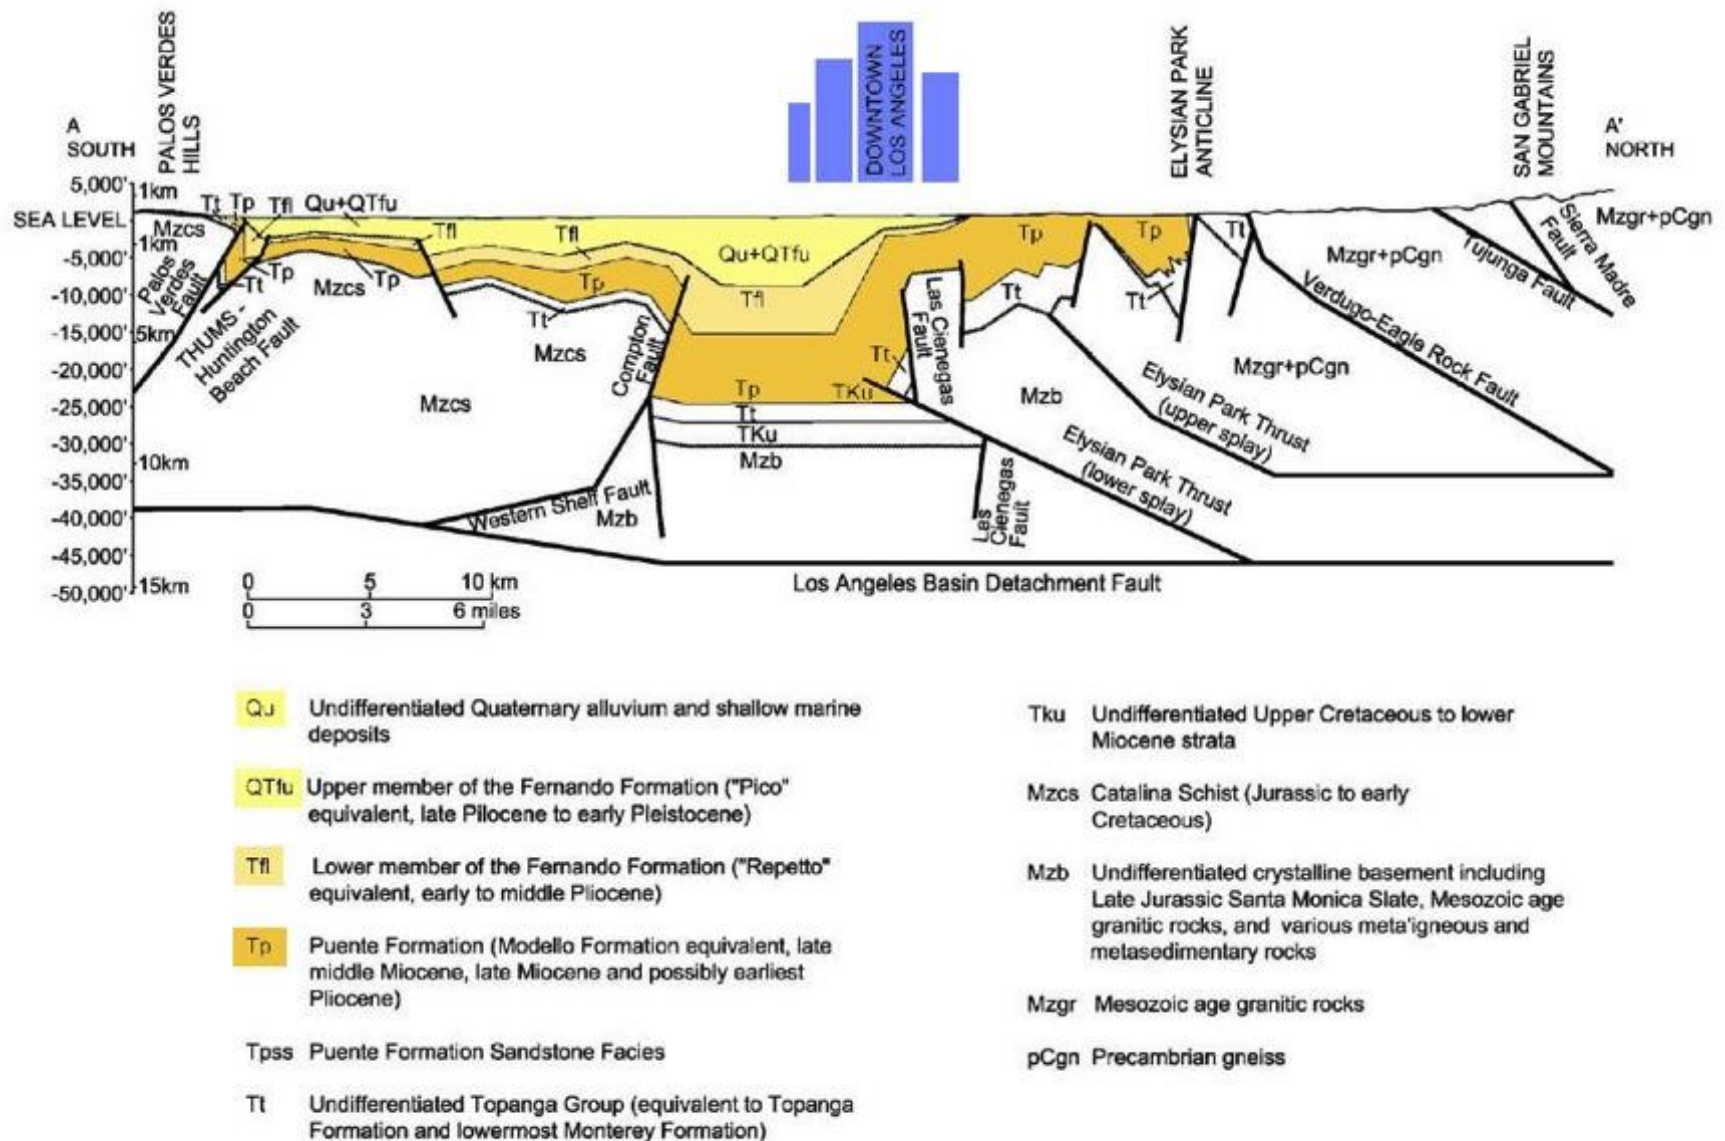 PALOS VERDES
HILLS
DOWNTOWN
LOS ANGELES
ELYSIAN PARK
ANTICLINE
SAN GABRIEL
MOUNTAINS
A
SOUTH
A'
NORTH
5,000'
SEA LEVEL
-5,000'
-10,000'
-15,000'
-20,000'
-25,000'
-30,000'
-35,000'
-40,000'
-45,000'
-50,000'
1km
1km
5km
10km
15km
Tt
Tp
Tfl
Qu+QTfu
Mzcs
Palos
Verdes
Fault
Tt
Tp
THUMS -
Huntington
Beach Fault
Mzcs
Tp
Tfl
Tfl
Tp
Tt
Mzcs
Mzcs
Compton
Fault
Qu+QTfu
Tfl
Tp
TKu
Tt
TKu
Mzb
Tt
Las Cienegas
Fault
Tp
Tt
Tp
Tt
Tt
Mzb
Mzgr+pCgn
Mzgr+pCgn
Mzgr+pCgn
Tujunga Fault
Sierra Madre
Fault
Verdugo-Eagle Rock Fault
Elysian Park Thrust
(upper splay)
Elysian Park Thrust
(lower splay)
Las
Cienegas
Fault
Western Shelf Fault
Mzb
Los Angeles Basin Detachment Fault
0 5 10 km
0 3 6 miles
Qu Undifferentiated Quaternary alluvium and shallow marine
deposits
QTfu Upper member of the Fernando Formation ("Pico"
equivalent, late Pilocene to early Pleistocene)
Tfl Lower member of the Fernando Formation ("Repetto"
equivalent, early to middle Pliocene)
Tp Puente Formation (Modello Formation equivalent, late
middle Miocene, late Miocene and possibly earliest
Pliocene)
Tpss Puente Formation Sandstone Facies
Tt Undifferentiated Topanga Group (equivalent to Topanga
Formation and lowermost Monterey Formation)
Tku Undifferentiated Upper Cretaceous to lower
Miocene strata
Mzcs Catalina Schist (Jurassic to early
Cretaceous)
Mzb Undifferentiated crystalline basement including
Late Jurassic Santa Monica Slate, Mesozoic age
granitic rocks, and various meta'igneous and
metasedimentary rocks
Mzgr Mesozoic age granitic rocks
pCgn Precambrian gneiss